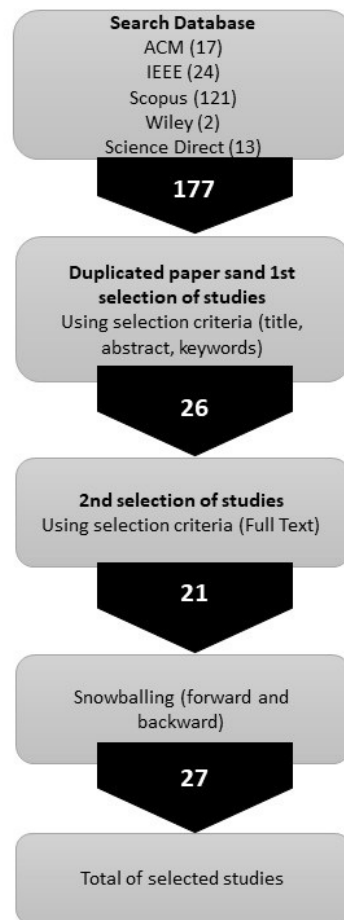 Search Database
ACM (17)
IEEE (24)
Scopus (121)
Wiley (2)
Science Direct (13)
177
Duplicated paper sand 1st
selection of studies
Using selection criteria (title,
abstract, keywords)
26
2nd selection of studies
Using selection criteria (Full Text)
21
Snowballing (forward and
backward)
27
Total of selected studies